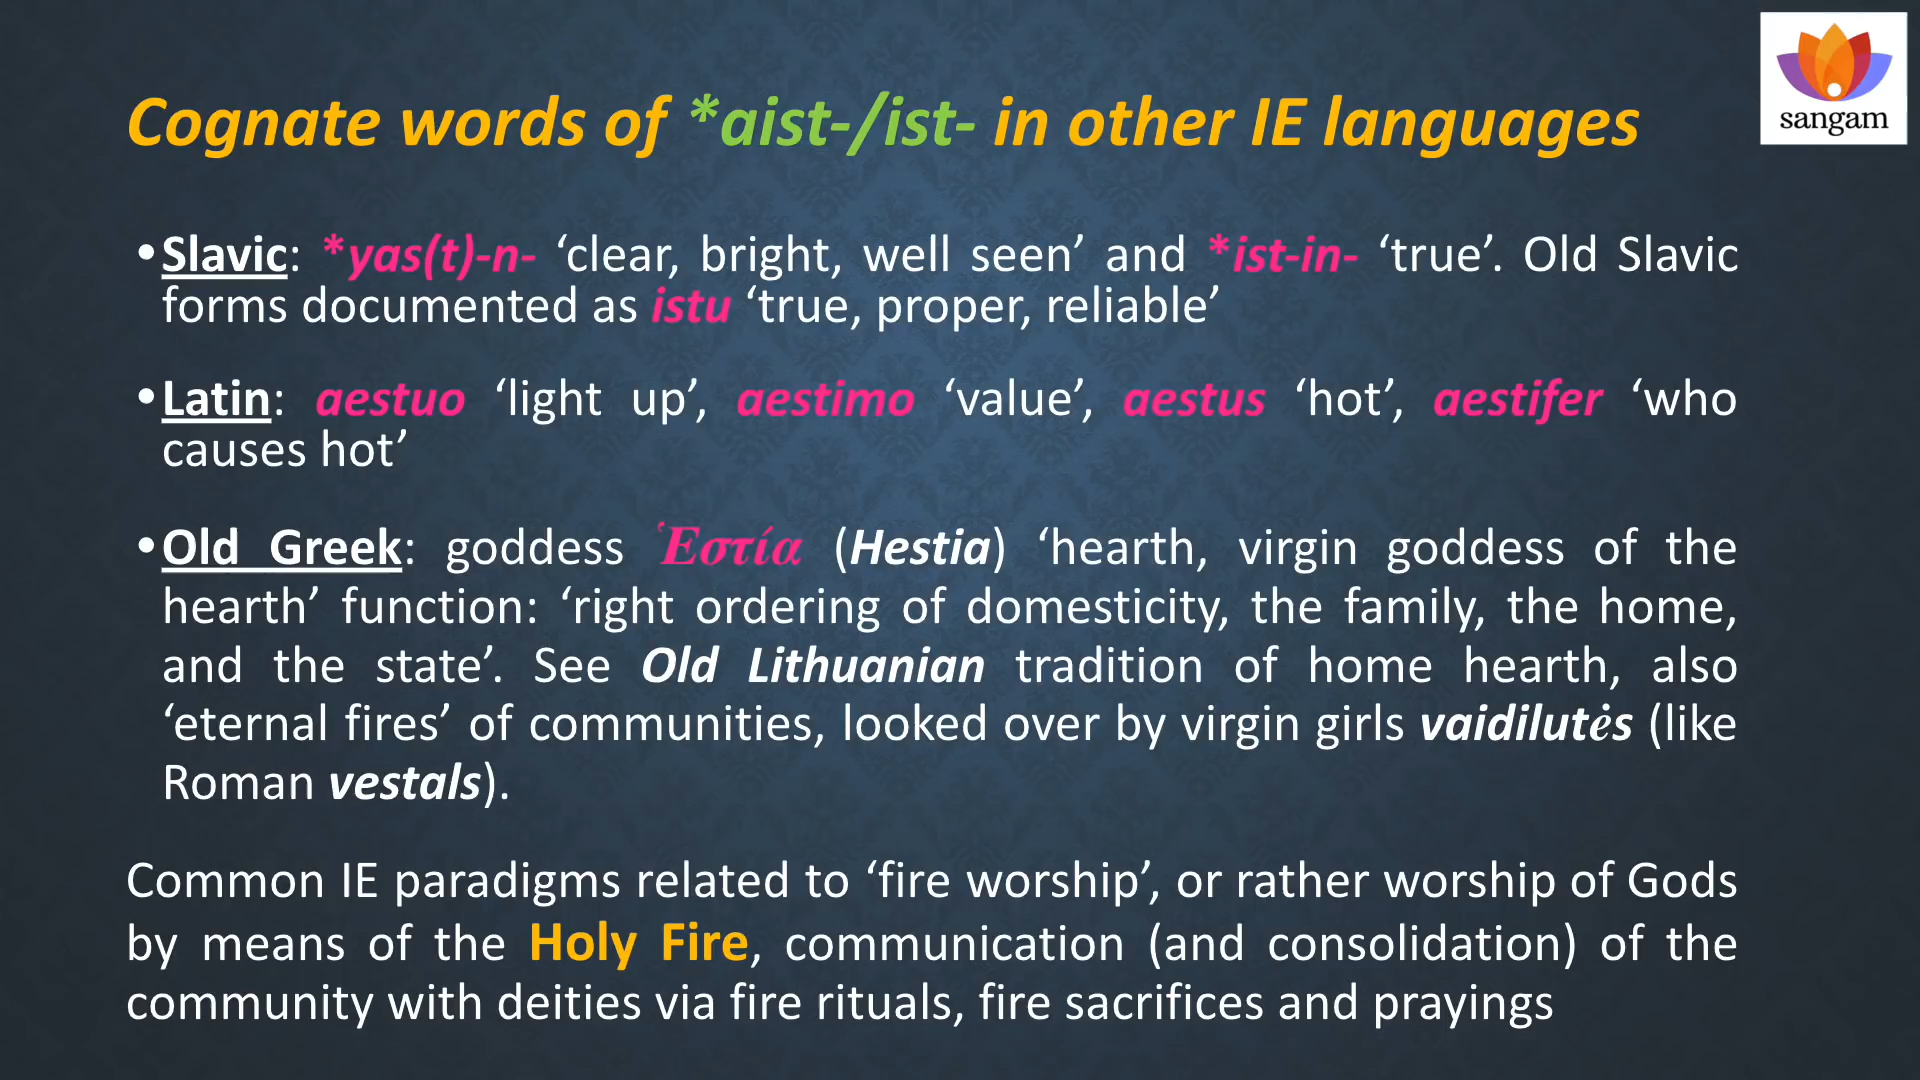 sangam
Cognate words of *aist-/ist- in other IE languages
•Slavic: *yas(t)-n- ‘clear, bright, well seen’ and *ist-in- ‘true’. Old Slavic
forms documented as istu ‘true, proper, reliable’
•Latin: aestuo ‘light up’, aestimo ‘value’, aestus ‘hot’, aestifer ‘who
causes hot’
•Old Greek: goddess Ἑστία (Hestia) ‘hearth, virgin goddess of the
hearth’ function: ‘right ordering of domesticity, the family, the home,
and the state’. See Old Lithuanian tradition of home hearth, also
‘eternal fires’ of communities, looked over by virgin girls vaidilutės (like
Roman vestals).
Common IE paradigms related to ‘fire worship’, or rather worship of Gods
by means of the Holy Fire, communication (and consolidation) of the
community with deities via fire rituals, fire sacrifices and prayings